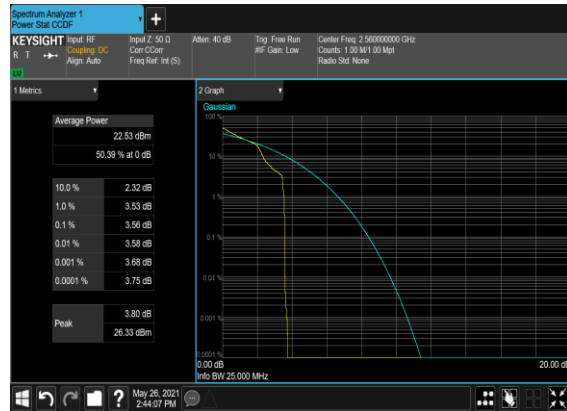 Spectrum Analyzer 1
Power Stat CCDF
KEYSIGHT
R T
Input: RF
Coupling: DC
Align: Auto
Input Z: 50 Ω
Corr CCorr
Freq Ref: Int (S)
Atten: 40 dB
Trig: Free Run
#IF Gain: Low
Center Freq: 2.560000000 GHz
Counts: 1.00 M/1.00 Mpt
Radio Std: None
1 Metrics
Average Power
22.53 dBm
50.39 % at 0 dB
10.0 % 2.32 dB
1.0 % 3.53 dB
0.1 % 3.56 dB
0.01 % 3.58 dB
0.001 % 3.68 dB
0.0001 % 3.75 dB
Peak
3.80 dB
26.33 dBm
2 Graph
Gaussian
100 %
10 %
1 %
0.1 %
0.01 %
0.001 %
0.0001 %
0.00 dB
20.00 dB
Info BW 25.000 MHz
May 26, 2021
2:44:07 PM